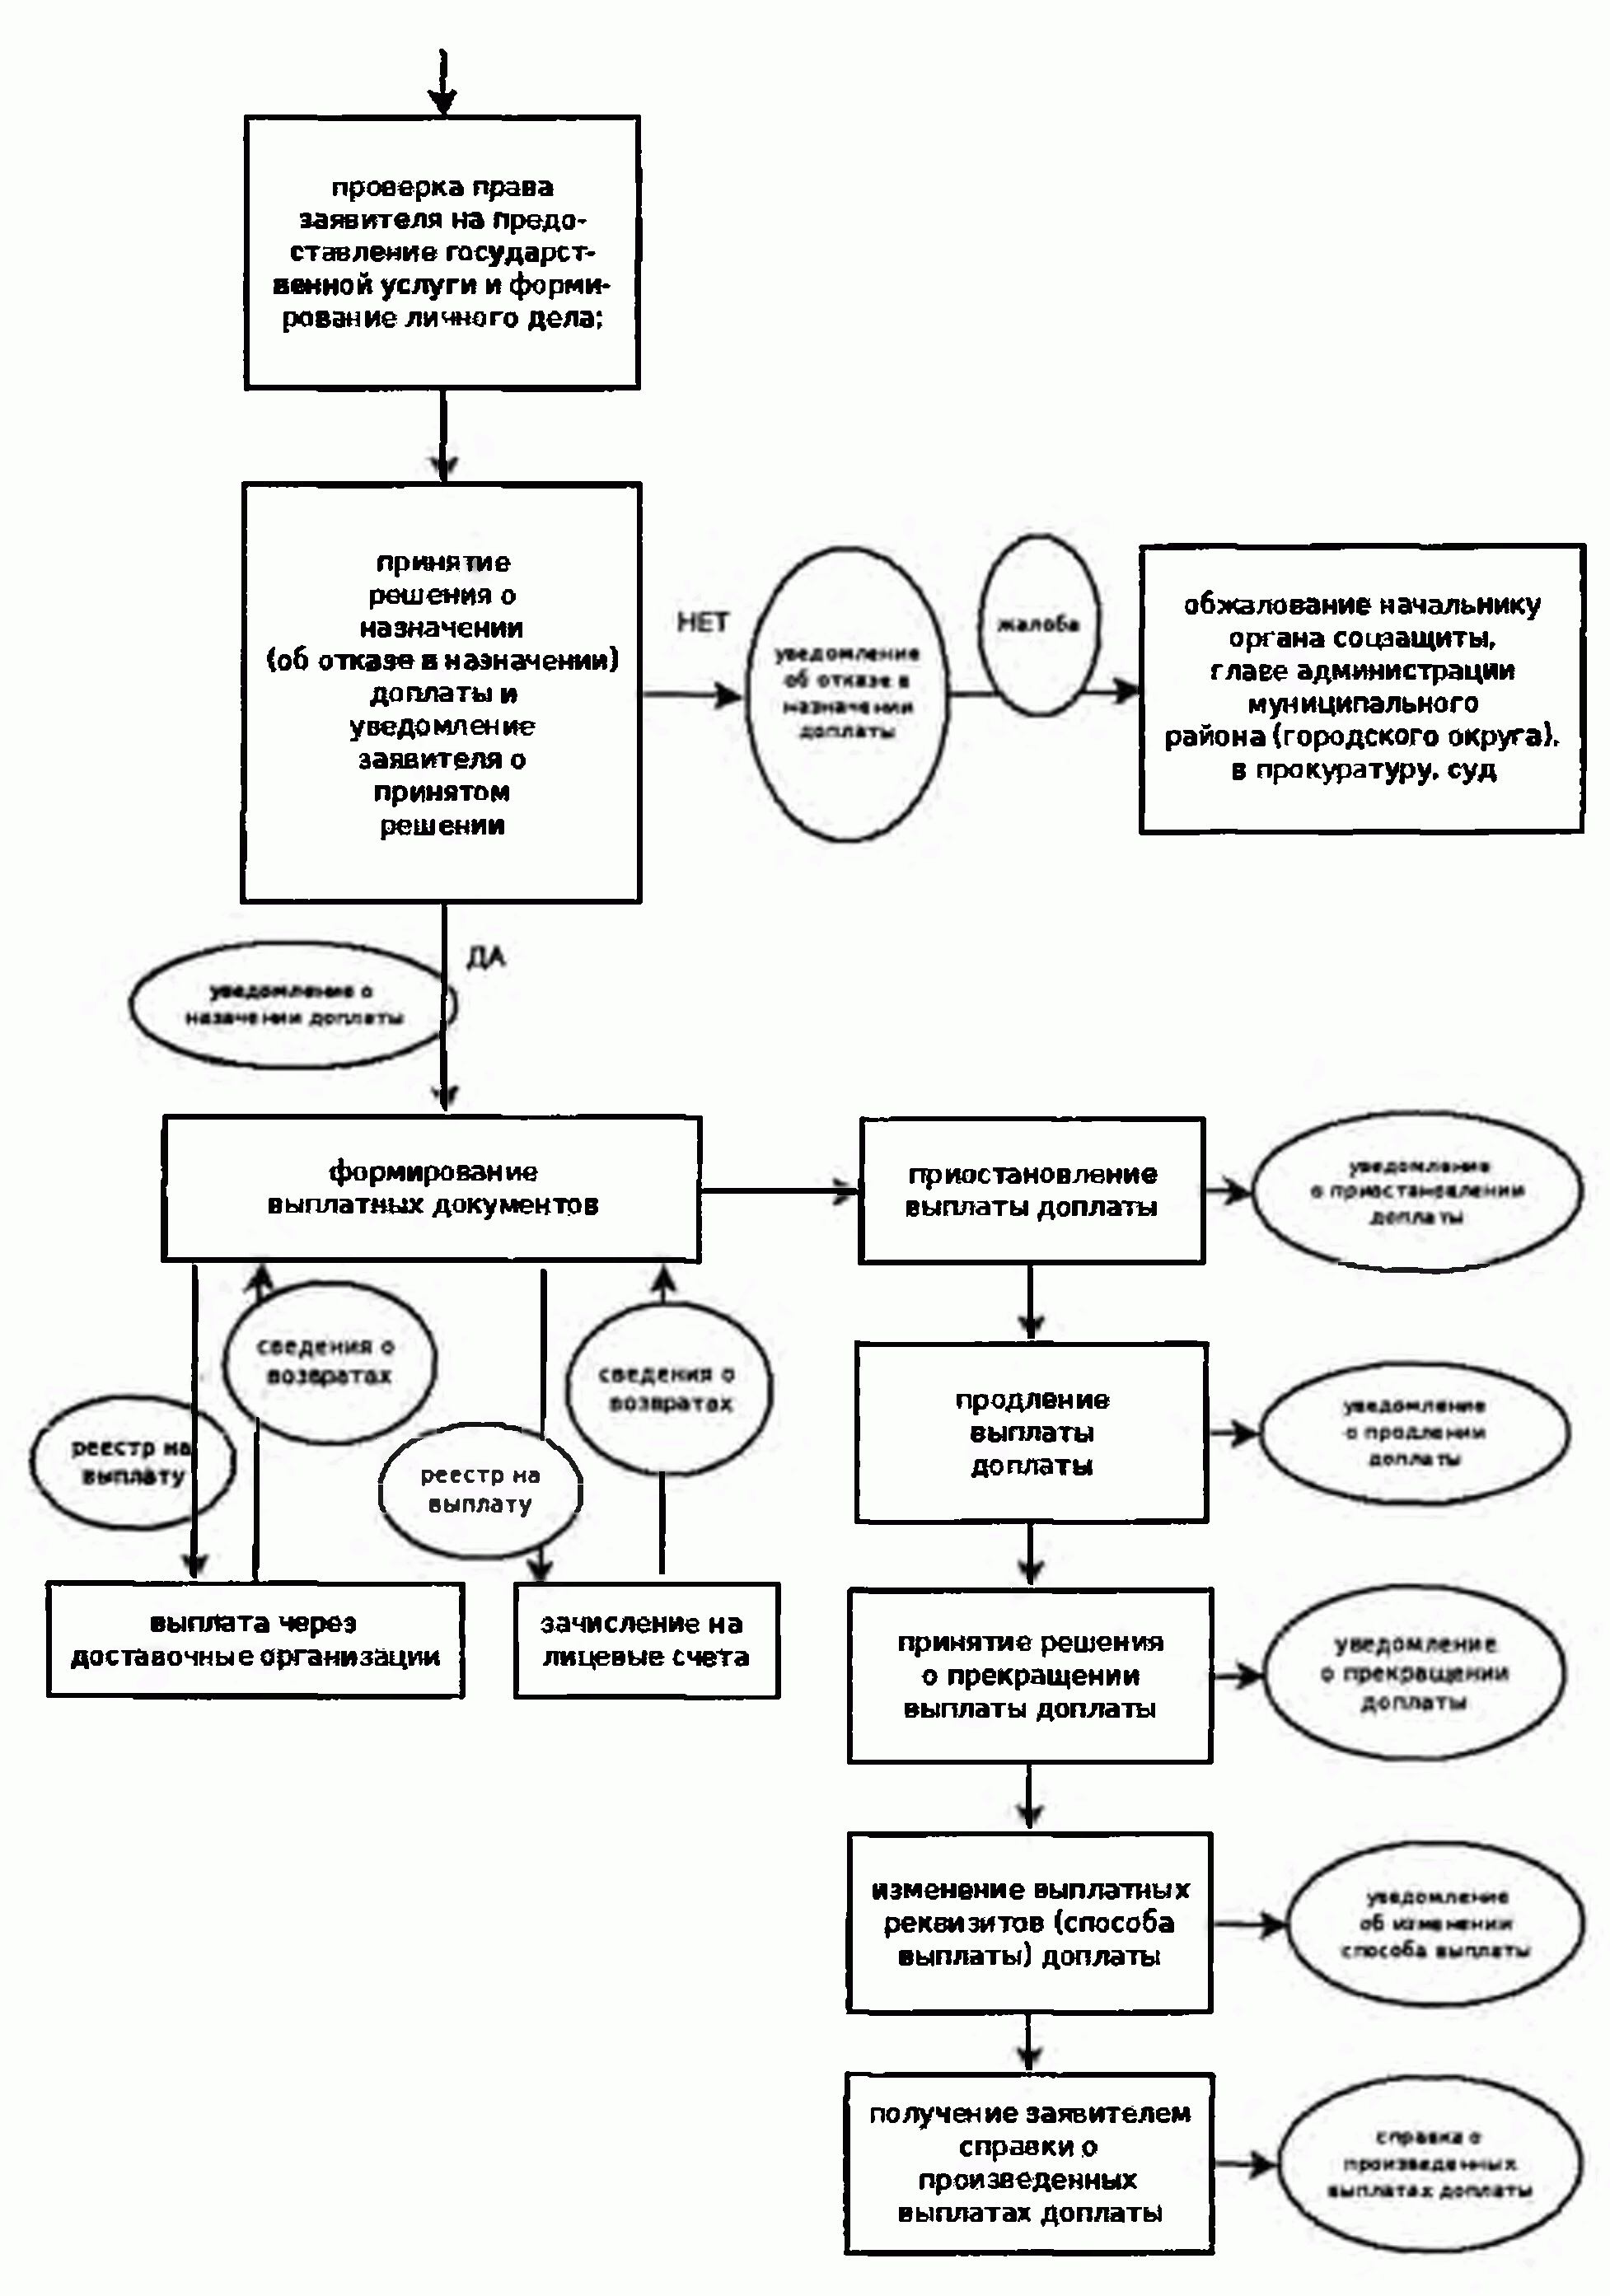 проверка права
заявителя на предо-
ставление государст-
венной услуги и форми-
рование личного дела;
принятие
решения о
назначении
(об отказе в назначении)
доплаты и
уведомление
заявителя о
принятом
решении
НЕТ
уведомление
об отказе в
назначении
доплаты
жалоба
обжалование начальнику
органа соцзащиты,
главе администрации
муниципального
района (городского округа),
в прокуратуру, суд
ДА
уведомление о
назачении доплаты
формирование
выплатных документов
приостановление
выплаты доплаты
уведомление
о приостановлении
доплаты
сведения о
возвратах
сведения о
возвратах
реестр на
выплату
реестр на
выплату
продление
выплаты
доплаты
уведомление
о продлении
доплаты
выплата через
доставочные организации
зачисление на
лицевые счета
принятие решения
о прекращении
выплаты доплаты
уведомление
о прекращении
доплаты
изменение выплатных
реквизитов (способа
выплаты) доплаты
уведомление
об изменении
способа выплаты
получение заявителем
справки о
произведенных
выплатах доплаты
справка о
произведенных
выплатах доплаты